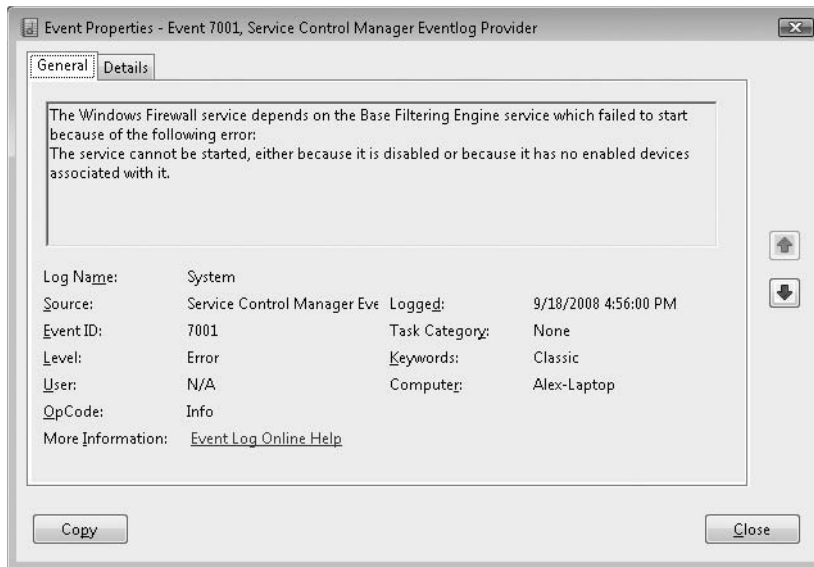 Event Properties - Event 7001, Service Control Manager Eventlog Provider
General Details
The Windows Firewall service depends on the Base Filtering Engine service which failed to start
because of the following error:
The service cannot be started, either because it is disabled or because it has no enabled devices
associated with it.
Log Name: System
Source: Service Control Manager Eve Logged: 9/18/2008 4:56:00 PM
Event ID: 7001 Task Category: None
Level: Error Keywords: Classic
User: N/A Computer: Alex-Laptop
OpCode: Info
More Information: Event Log Online Help
Copy Close